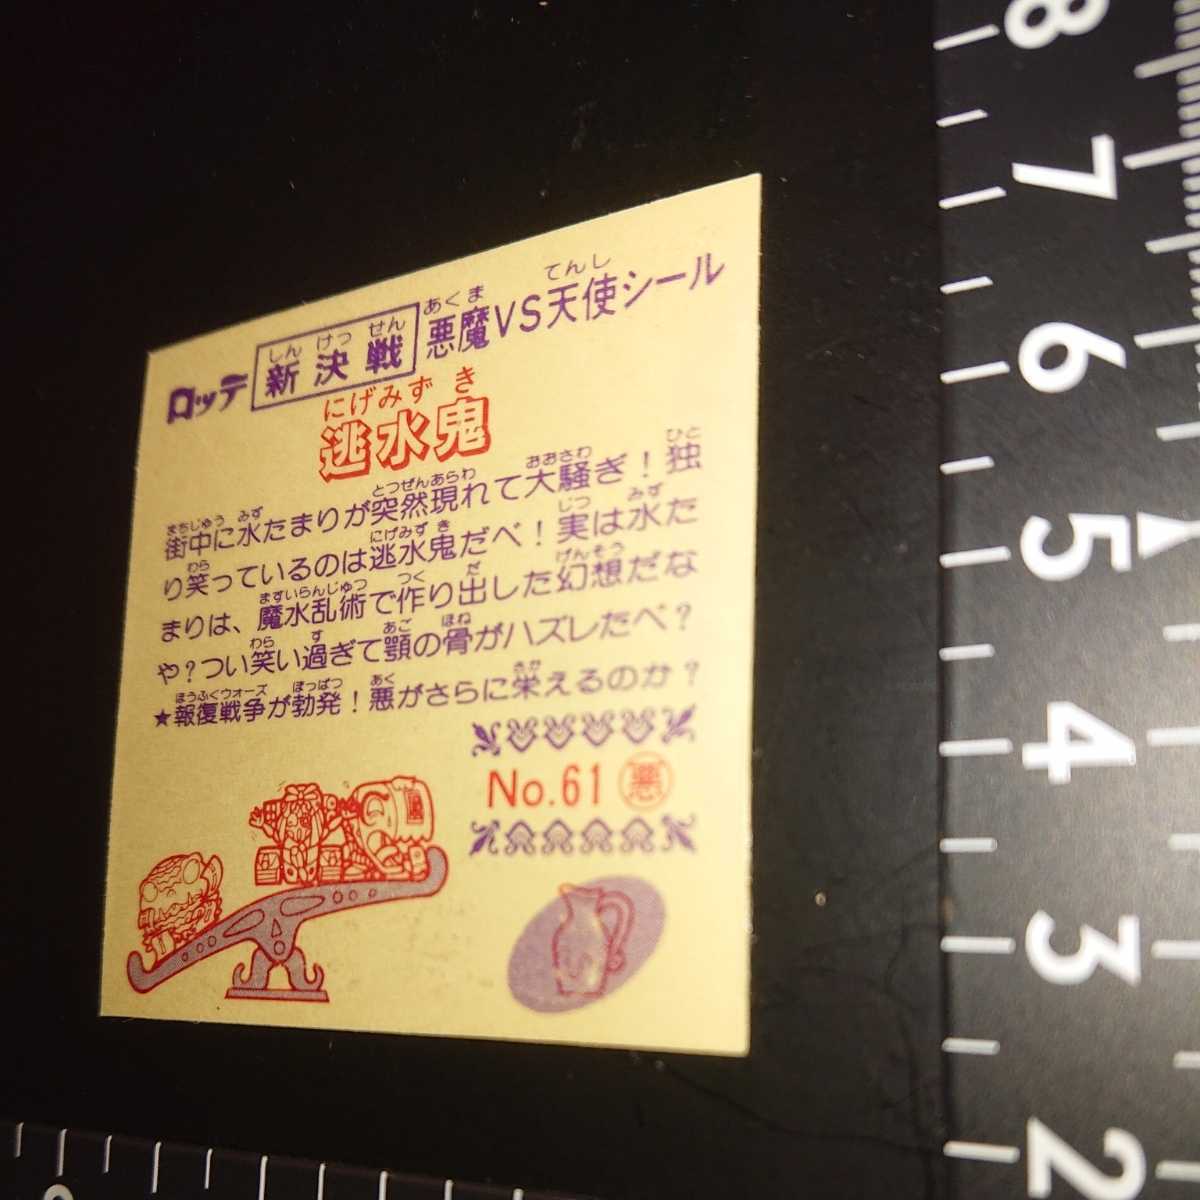 ロッテ 新決戦 悪魔VS天使シール
しん けっ せん あくま てんし
にげみず き
逃水鬼
まちじゅう みず とつぜんあらわ おおさわ ひと
街中に水たまりが突然現れて大騒ぎ！独
わら にげみず き じつ みず
り笑っているのは逃水鬼だべ！実は水た
ますいらんじゅつ つく だ げんそう
まりは、魔水乱術で作り出した幻想だな
わら す あご ほね
や？つい笑い過ぎて顎の骨がハズレたべ？
ほうふくウォーズ ぼっぱつ あく さか
★報復戦争が勃発！悪がさらに栄えるのか？
No.61 悪
8
7
6
5
4
3
2